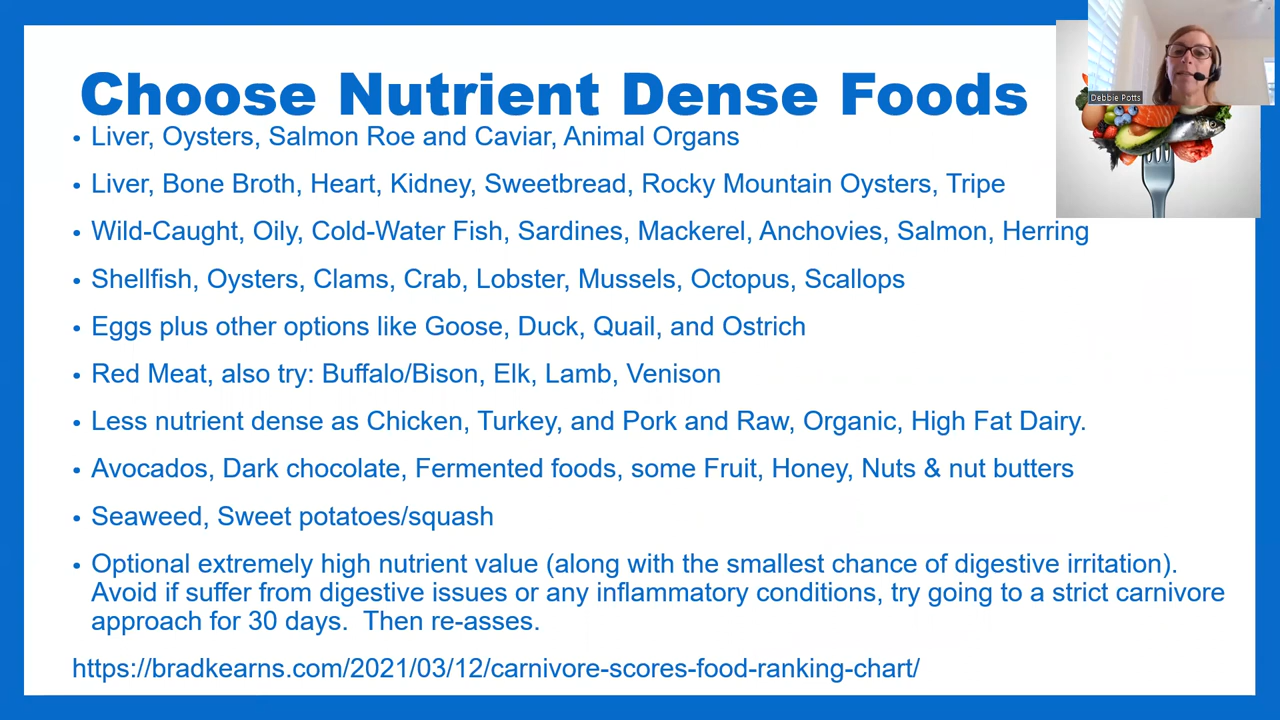 Choose Nutrient Dense Foods
Debbie Potts
• Liver, Oysters, Salmon Roe and Caviar, Animal Organs
• Liver, Bone Broth, Heart, Kidney, Sweetbread, Rocky Mountain Oysters, Tripe
• Wild-Caught, Oily, Cold-Water Fish, Sardines, Mackerel, Anchovies, Salmon, Herring
• Shellfish, Oysters, Clams, Crab, Lobster, Mussels, Octopus, Scallops
• Eggs plus other options like Goose, Duck, Quail, and Ostrich
• Red Meat, also try: Buffalo/Bison, Elk, Lamb, Venison
• Less nutrient dense as Chicken, Turkey, and Pork and Raw, Organic, High Fat Dairy.
• Avocados, Dark chocolate, Fermented foods, some Fruit, Honey, Nuts & nut butters
• Seaweed, Sweet potatoes/squash
• Optional extremely high nutrient value (along with the smallest chance of digestive irritation).
Avoid if suffer from digestive issues or any inflammatory conditions, try going to a strict carnivore
approach for 30 days.  Then re-asses.
https://bradkearns.com/2021/03/12/carnivore-scores-food-ranking-chart/